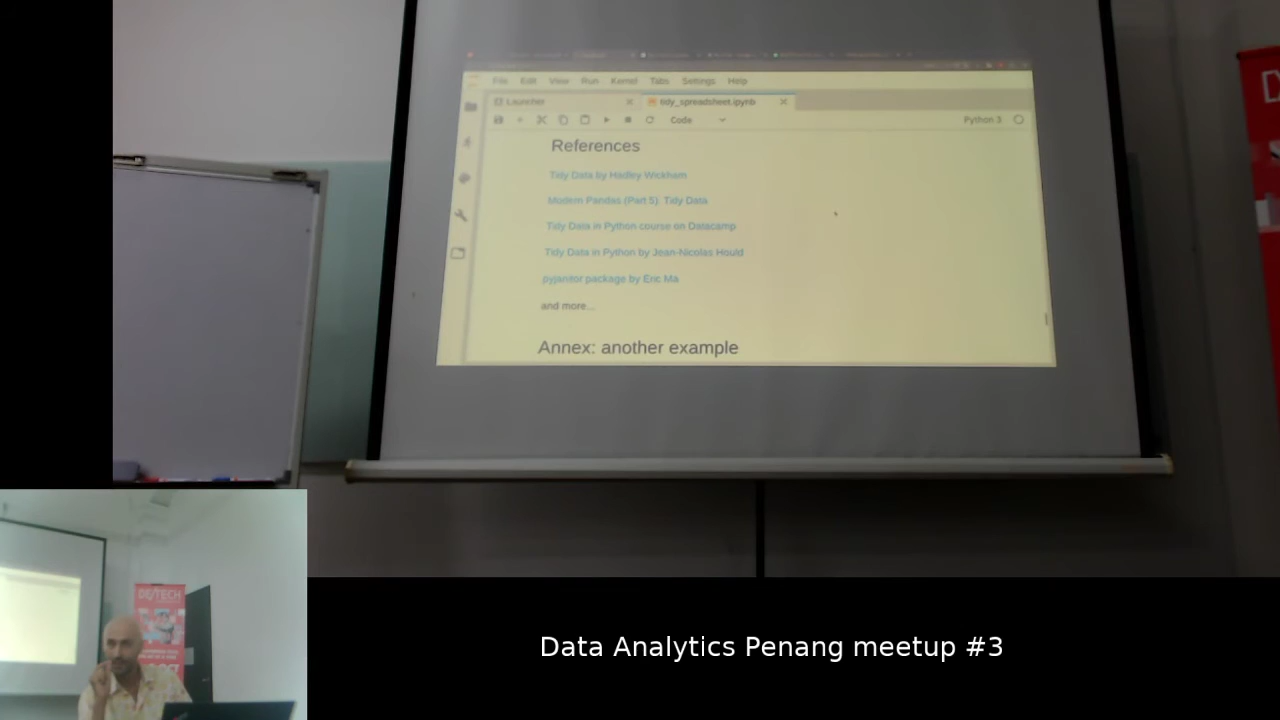 File Edit View Run Kernel Tabs Settings Help
Launcher
tidy_spreadsheet.ipynb
Code
Python 3
References
Tidy Data by Hadley Wickham
Modern Pandas (Part 5): Tidy Data
Tidy Data in Python course on Datacamp
Tidy Data in Python by Jean-Nicolas Hould
pyjanitor package by Eric Ma
and more...
Annex: another example
Data Analytics Penang meetup #3